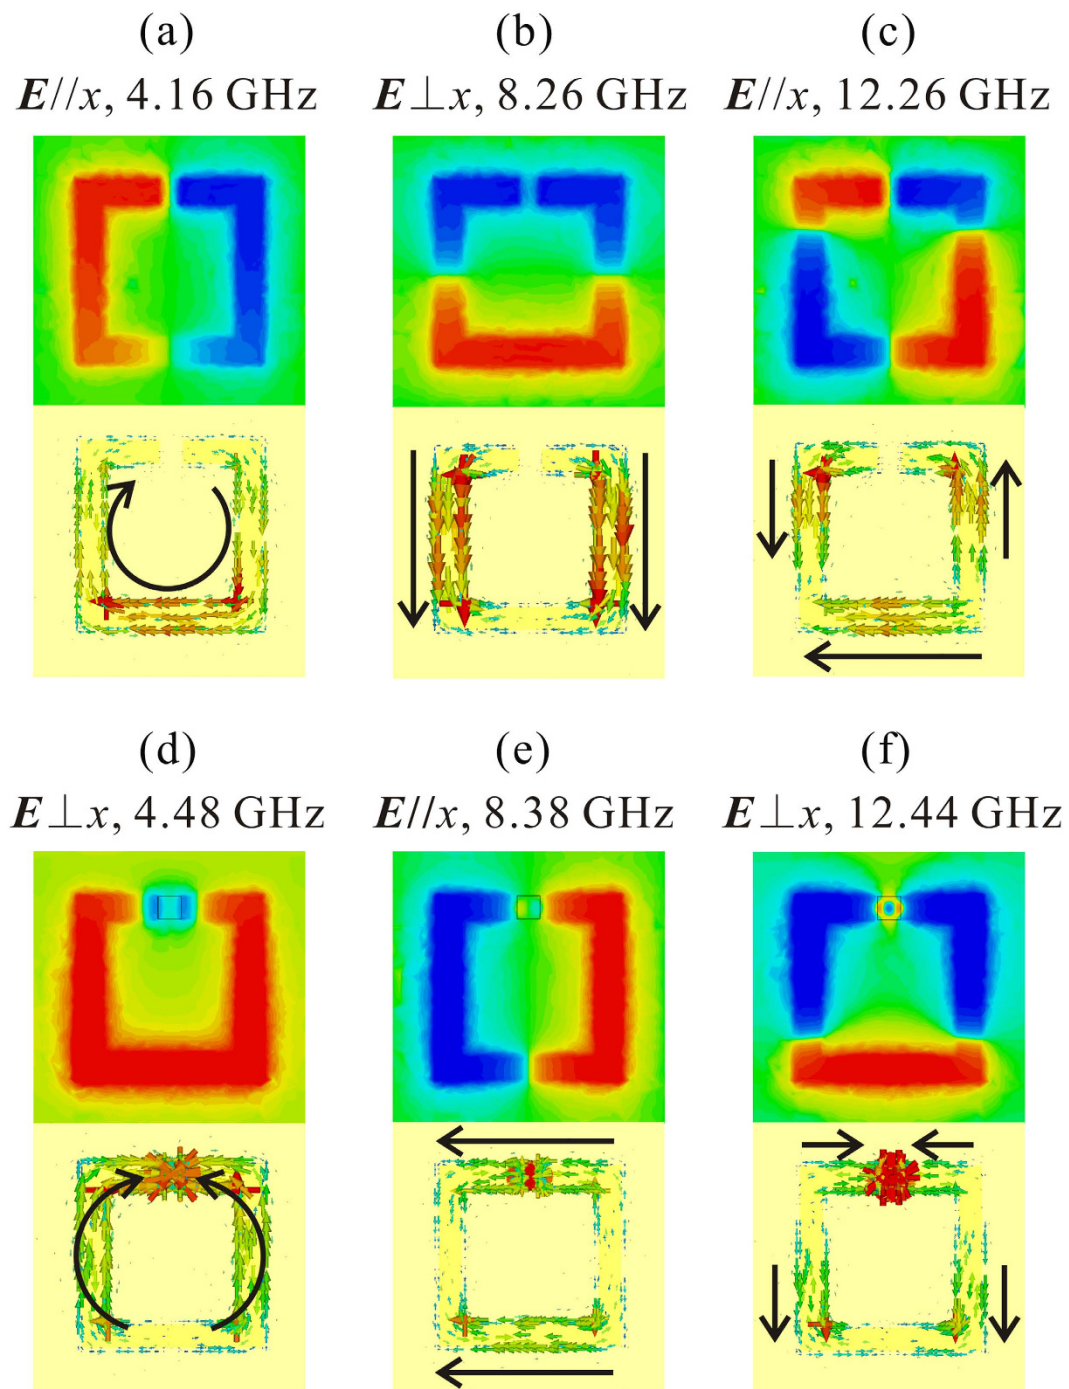 (a) (b) (c)
E//x, 4.16 GHz E⊥x, 8.26 GHz E//x, 12.26 GHz
(d) (e) (f)
E⊥x, 4.48 GHz E//x, 8.38 GHz E⊥x, 12.44 GHz